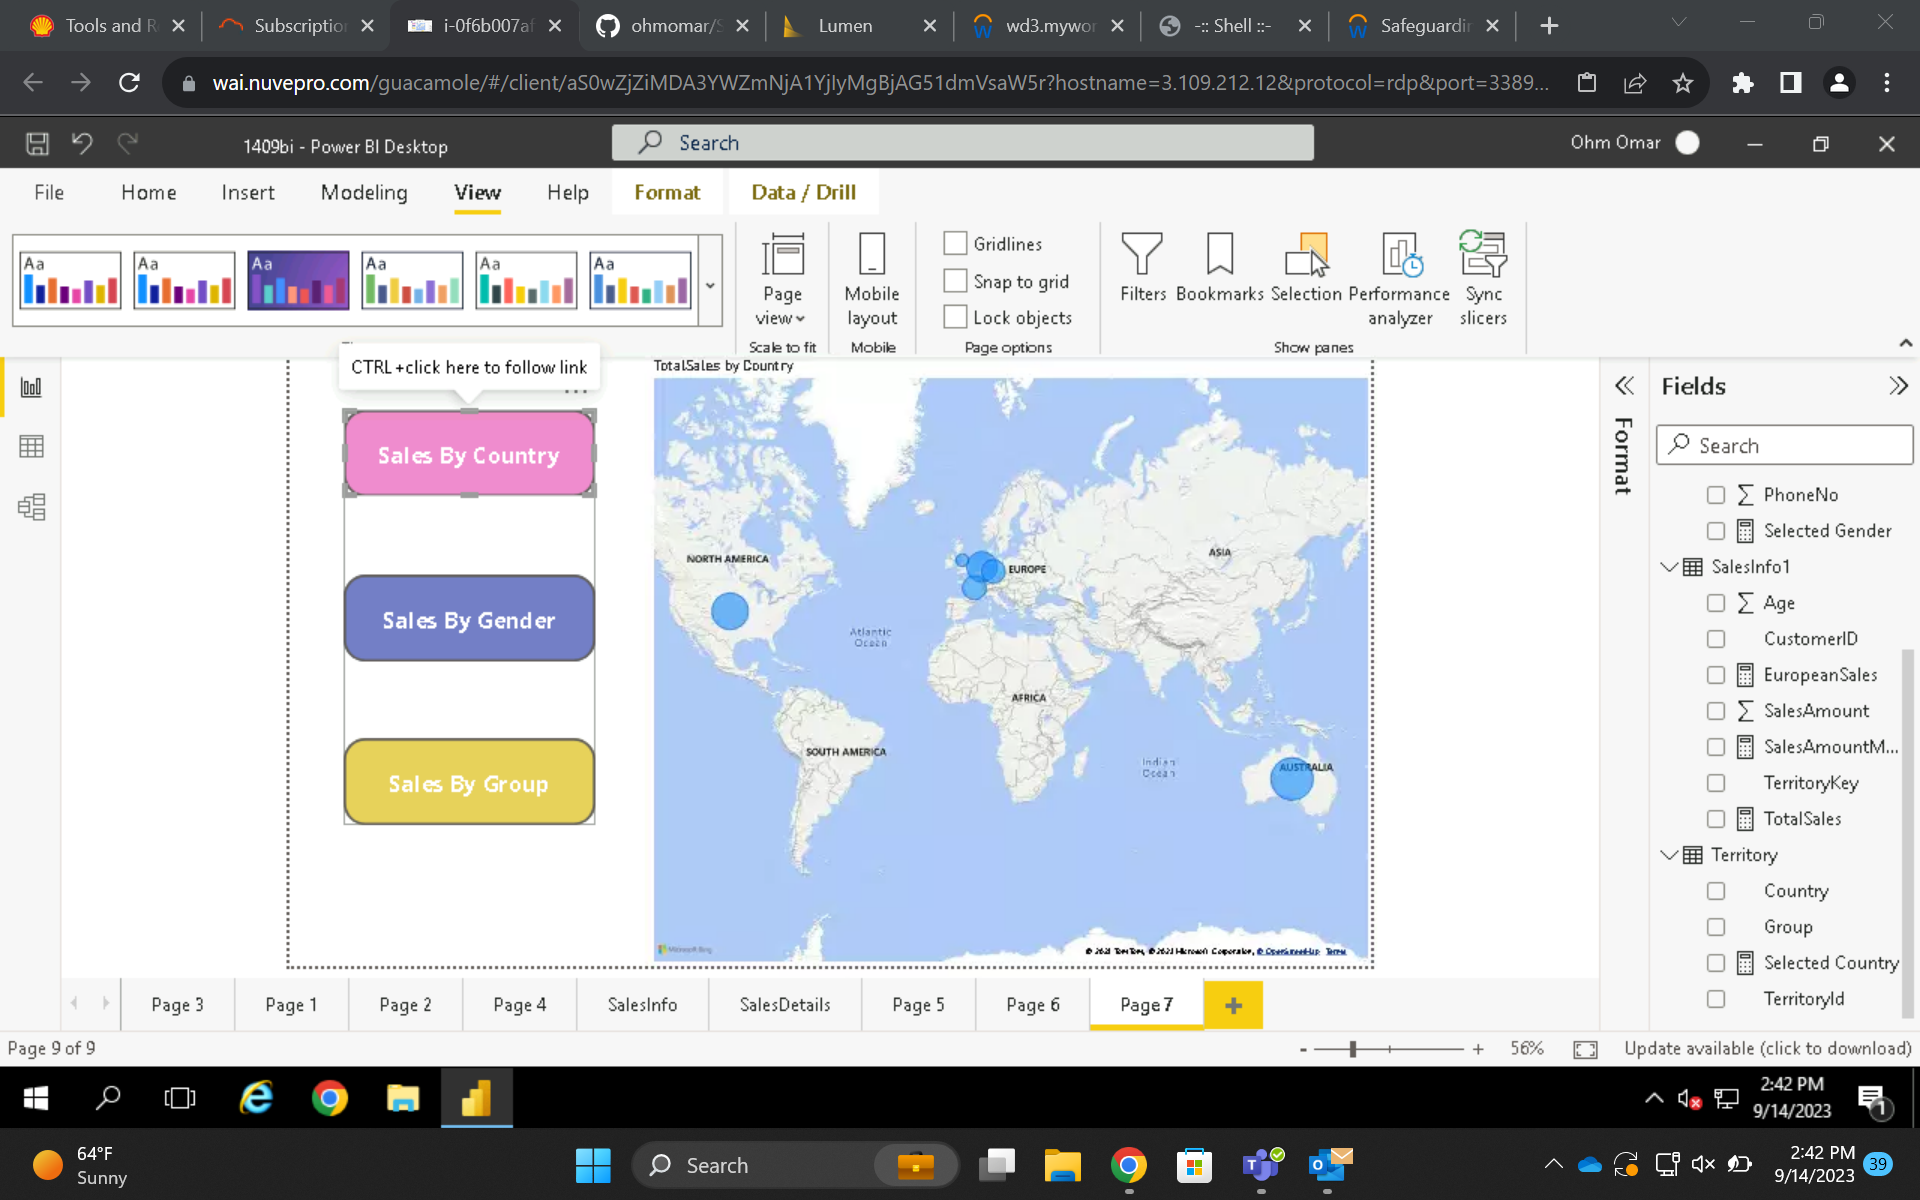 Tools and R
Subscription
i-0f6b007af
ohmomar/S
Lumen
wd3.mywor
-:: Shell ::-
Safeguardin
wai.nuvepro.com/guacamole/#/client/aS0wZjZiMDA3YWZmNjA1YjIyMgBjAG51dmVsaW5r?hostname=3.109.212.12&protocol=rdp&port=3389...
1409bi - Power BI Desktop
Search
Ohm Omar
File Home Insert Modeling View Help Format Data / Drill
Aa Aa Aa Aa Aa Aa
Page view
Scale to fit
Mobile layout
Mobile
Gridlines
Snap to grid
Lock objects
Page options
Filters
Bookmarks
Selection
Performance analyzer
Sync slicers
Show panes
CTRL+click here to follow link
Sales By Country
Sales By Gender
Sales By Group
TotalSales by Country
NORTH AMERICA
EUROPE
ASIA
Atlantic
Ocean
AFRICA
SOUTH AMERICA
Indian
Ocean
AUSTRALIA
Microsoft Bing
© 2023 TomTom, © 2023 Microsoft Corporation, © OpenStreetMap Terms
Format
Fields
Search
PhoneNo
Selected Gender
SalesInfo1
Age
CustomerID
EuropeanSales
SalesAmount
SalesAmountM...
TerritoryKey
TotalSales
Territory
Country
Group
Selected Country
TerritoryId
Page 3
Page 1
Page 2
Page 4
SalesInfo
SalesDetails
Page 5
Page 6
Page 7
Page 9 of 9
- + 56%
Update available (click to download)
2:42 PM
9/14/2023
1
64°F
Sunny
Search
2:42 PM
9/14/2023
39